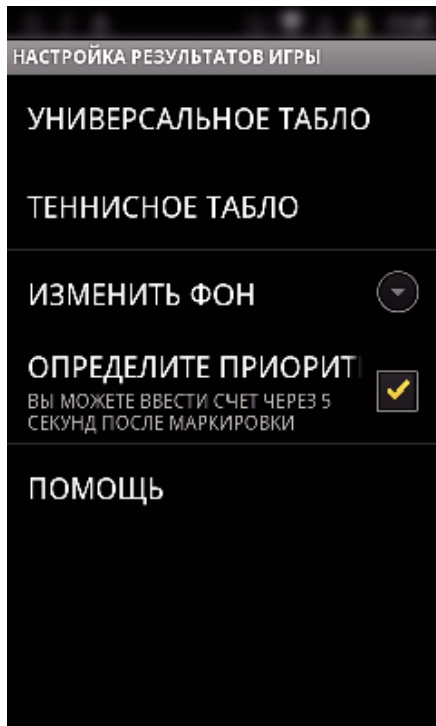 НАСТРОЙКА РЕЗУЛЬТАТОВ ИГРЫ
УНИВЕРСАЛЬНОЕ ТАБЛО
ТЕННИСНОЕ ТАБЛО
ИЗМЕНИТЬ ФОН
ОПРЕДЕЛИТЕ ПРИОРИТ
ВЫ МОЖЕТЕ ВВЕСТИ СЧЕТ ЧЕРЕЗ 5
СЕКУНД ПОСЛЕ МАРКИРОВКИ
ПОМОЩЬ